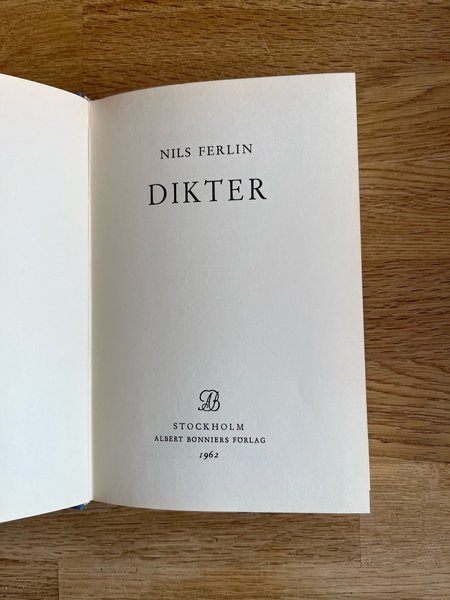 NILS FERLIN
DIKTER
AB
STOCKHOLM
ALBERT BONNIERS FÖRLAG
1962